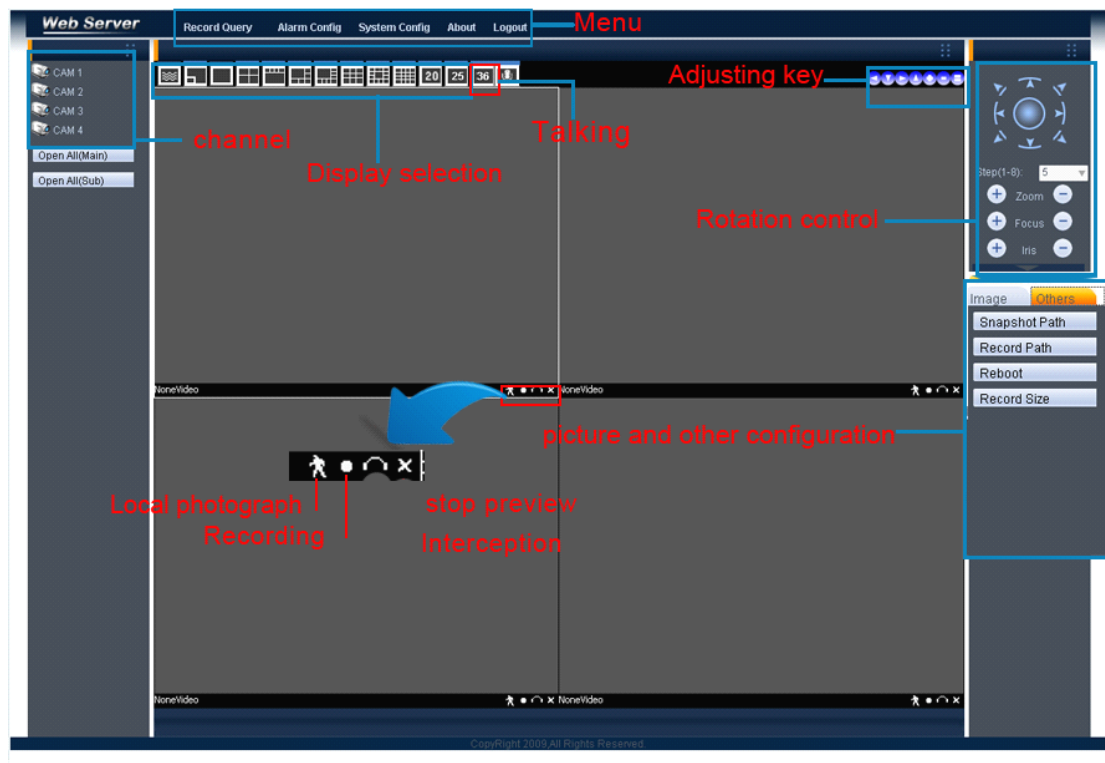 Web Server
Record Query Alarm Config System Config About Logout
Menu
CAM 1
CAM 2
CAM 3
CAM 4
Open All(Main)
Open All(Sub)
channel
20 25 36
Display selection
Talking
Adjusting key
Step(1-8): 5
Zoom
Focus
Iris
Rotation control
Image Others
Snapshot Path
Record Path
Reboot
Record Size
NoneVideo
NoneVideo
picture and other configuration
Local photograph
Recording
stop preview
Interception
NoneVideo
NoneVideo
CopyRight 2009,All Rights Reserved.